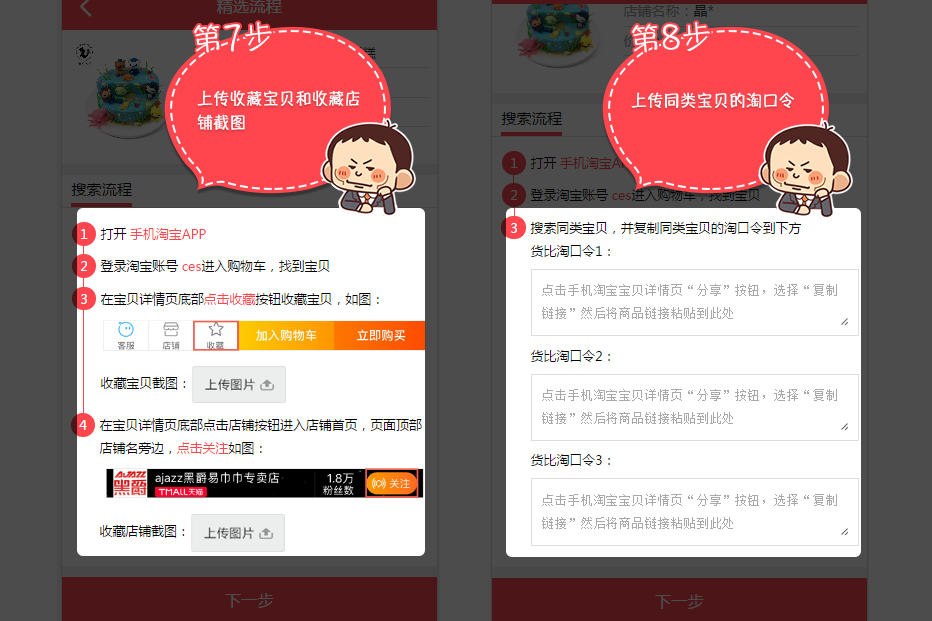 精选流程
第7步
上传收藏宝贝和收藏店
铺截图
搜索流程
1 打开 手机淘宝APP
2 登录淘宝账号 ces进入购物车，找到宝贝
3 在宝贝详情页底部点击收藏按钮收藏宝贝，如图：
客服 店铺 收藏 加入购物车 立即购买
收藏宝贝截图： 上传图片
4 在宝贝详情页底部点击店铺按钮进入店铺首页，页面顶部
店铺名旁边，点击关注如图：
AJAZZ
黑爵
ajazz黑爵易巾巾专卖店
TMALL天猫
1.8万
粉丝数
关注
收藏店铺截图： 上传图片
下一步
店铺名称：晶*
第8步
上传同类宝贝的淘口令
搜索流程
1 打开 手机淘宝A
2 登录淘宝账号 ces进入购物车，找到宝贝
3 搜索同类宝贝，并复制同类宝贝的淘口令到下方
货比淘口令1：
点击手机淘宝宝贝详情页“分享”按钮，选择“复制
链接”然后将商品链接粘贴到此处
货比淘口令2：
点击手机淘宝宝贝详情页“分享”按钮，选择“复制
链接”然后将商品链接粘贴到此处
货比淘口令3：
点击手机淘宝宝贝详情页“分享”按钮，选择“复制
链接”然后将商品链接粘贴到此处
下一步